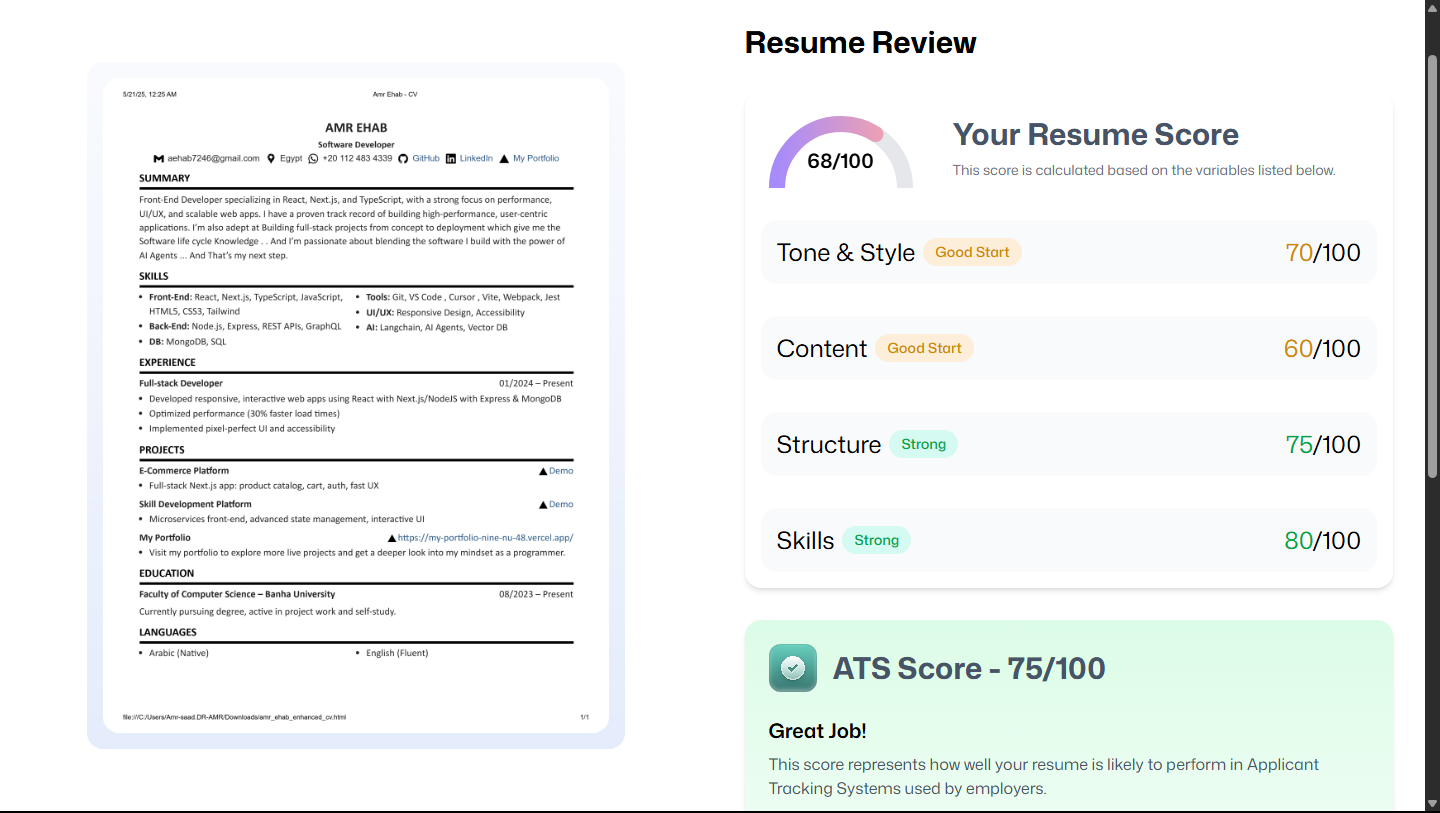 5/21/25, 12:25 AM Amr Ehab - CV
AMR EHAB
Software Developer
aehab7246@gmail.com Egypt +20 112 483 4339 GitHub LinkedIn My Portfolio
SUMMARY
Front-End Developer specializing in React, Next.js, and TypeScript, with a strong focus on performance,
UI/UX, and scalable web apps. I have a proven track record of building high-performance, user-centric
applications. I'm also adept at Building full-stack projects from concept to deployment which give me the
Software life cycle Knowledge . . And I'm passionate about blending the software I build with the power of
AI Agents ... And That's my next step.
SKILLS
• Front-End: React, Next.js, TypeScript, JavaScript,
HTML5, CSS3, Tailwind
• Back-End: Node.js, Express, REST APIs, GraphQL
• DB: MongoDB, SQL
• Tools: Git, VS Code , Cursor , Vite, Webpack, Jest
• UI/UX: Responsive Design, Accessibility
• AI: Langchain, AI Agents, Vector DB
EXPERIENCE
Full-stack Developer 01/2024 – Present
• Developed responsive, interactive web apps using React with Next.js/NodeJS with Express & MongoDB
• Optimized performance (30% faster load times)
• Implemented pixel-perfect UI and accessibility
PROJECTS
E-Commerce Platform Demo
• Full-stack Next.js app: product catalog, cart, auth, fast UX
Skill Development Platform Demo
• Microservices front-end, advanced state management, interactive UI
My Portfolio https://my-portfolio-nine-nu-48.vercel.app/
• Visit my portfolio to explore more live projects and get a deeper look into my mindset as a programmer.
EDUCATION
Faculty of Computer Science – Banha University 08/2023 – Present
Currently pursuing degree, active in project work and self-study.
LANGUAGES
• Arabic (Native) • English (Fluent)
file:///C:/Users/Amr-saad.DR-AMR/Downloads/amr_ehab_enhanced_cv.html 1/1
Resume Review
68/100
Your Resume Score
This score is calculated based on the variables listed below.
Tone & Style Good Start 70/100
Content Good Start 60/100
Structure Strong 75/100
Skills Strong 80/100
ATS Score - 75/100
Great Job!
This score represents how well your resume is likely to perform in Applicant
Tracking Systems used by employers.